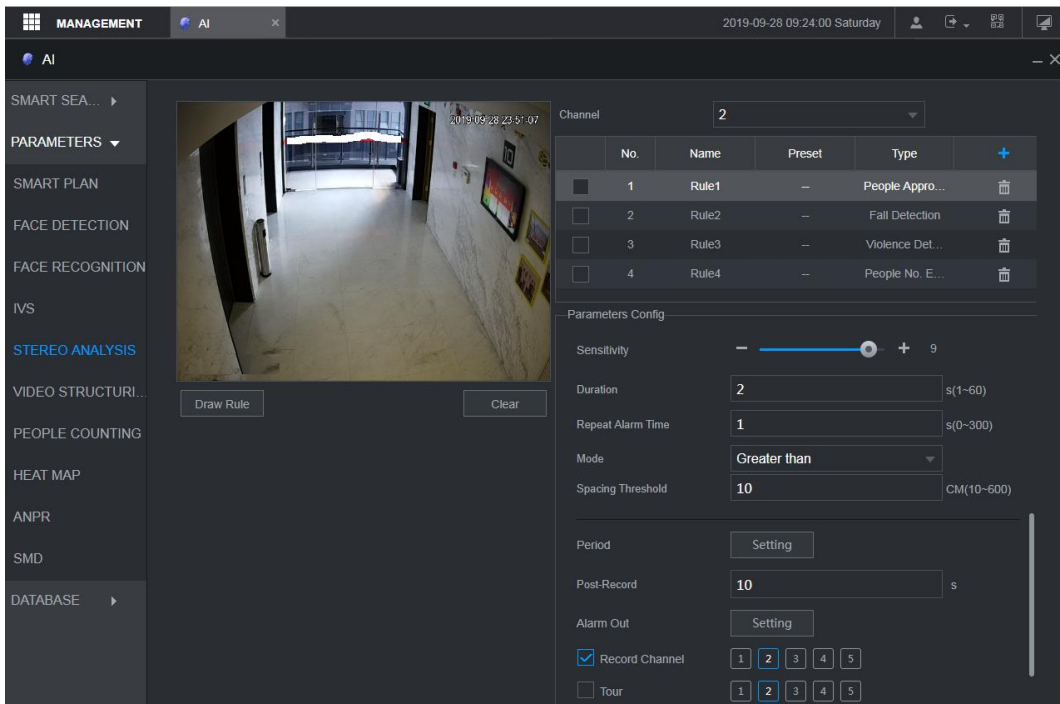 MANAGEMENT AI × 2019-09-28 09:24:00 Saturday
AI
SMART SEA...
PARAMETERS
SMART PLAN
FACE DETECTION
FACE RECOGNITION
IVS
STEREO ANALYSIS
VIDEO STRUCTURI...
PEOPLE COUNTING
HEAT MAP
ANPR
SMD
DATABASE
2019-09-28 23:51:07
Draw Rule Clear
Channel 2
No. Name Preset Type +
1 Rule1 -- People Appro...
2 Rule2 -- Fall Detection
3 Rule3 -- Violence Det...
4 Rule4 -- People No. E...
Parameters Config
Sensitivity − + 9
Duration 2 s(1~60)
Repeat Alarm Time 1 s(0~300)
Mode Greater than
Spacing Threshold 10 CM(10~600)
Period Setting
Post-Record 10 s
Alarm Out Setting
Record Channel 1 2 3 4 5
Tour 1 2 3 4 5